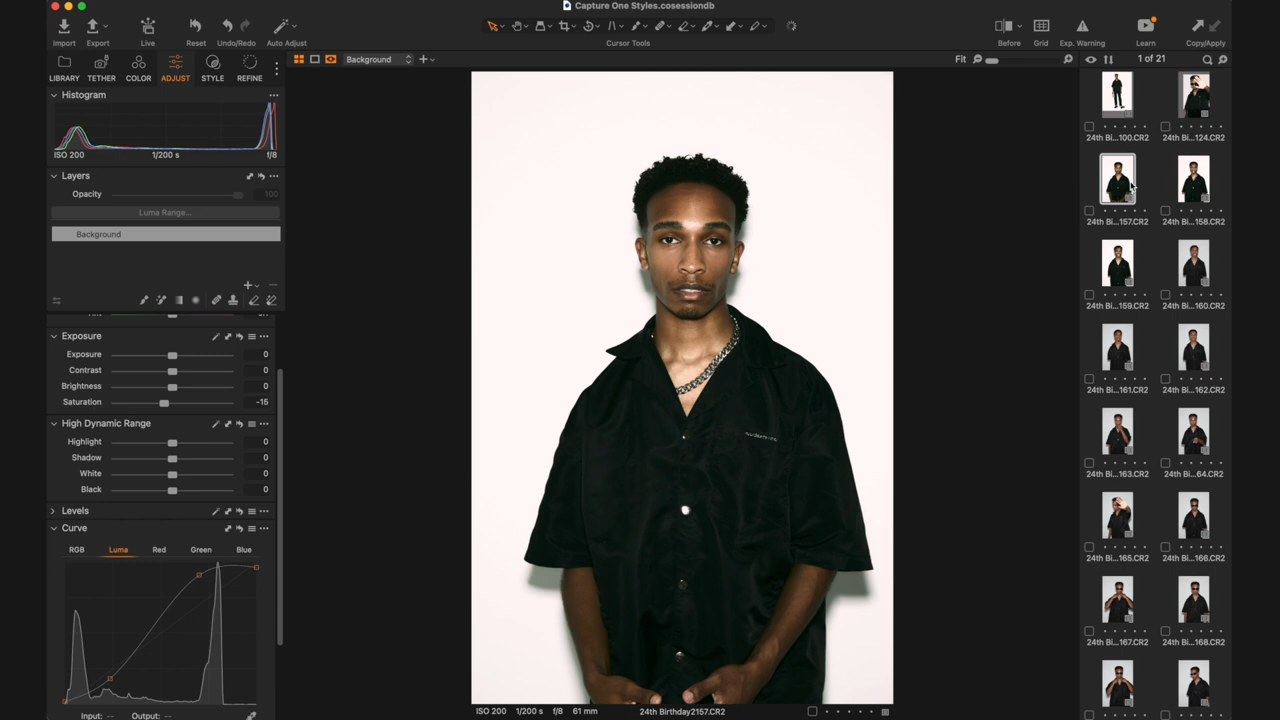 Capture One Styles.cosessiondb
Import Export Live Reset Undo/Redo Auto Adjust Cursor Tools Before Grid Exp. Warning Learn Copy/Apply
LIBRARY TETHER COLOR ADJUST STYLE REFINE
Background
Fit
1 of 21
Histogram
ISO 200 1/200 s f/8
Layers
Opacity 100
Luma Range...
Background
Exposure
Exposure 0
Contrast 0
Brightness 0
Saturation -15
High Dynamic Range
Highlight 0
Shadow 0
White 0
Black 0
Levels
Curve
RGB Luma Red Green Blue
Input: -- Output: --
ISO 200 1/200 s f/8 61 mm 24th Birthday2157.CR2
24th Bi...100.CR2 24th Bi...124.CR2
24th Bi...157.CR2 24th Bi...158.CR2
24th Bi...159.CR2 24th Bi...160.CR2
24th Bi...161.CR2 24th Bi...162.CR2
24th Bi...163.CR2 24th Bi...64.CR2
24th Bi...165.CR2 24th Bi...166.CR2
24th Bi...167.CR2 24th Bi...168.CR2